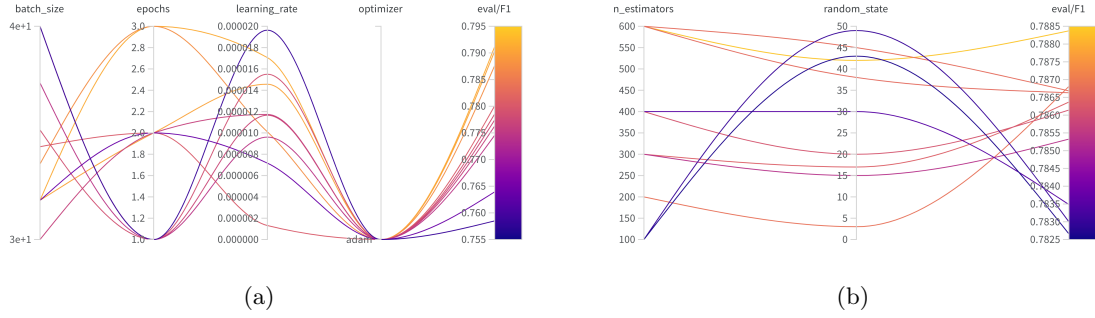 batch_size epochs learning_rate optimizer eval/F1
4e+1 3.0 0.000020 0.795
2.8 0.000018 0.790
2.6 0.000016 0.785
2.4 0.000014 0.780
2.2 0.000012 0.775
2.0 0.000010 0.770
1.8 0.000008 0.765
1.6 0.000006 0.760
1.4 0.000004 0.755
1.2 0.000002
3e+1 1.0 0.000000 adam
(a)
n_estimators random_state eval/F1
600 50 0.7885
550 45 0.7880
500 40 0.7875
450 35 0.7870
400 30 0.7865
350 25 0.7860
300 20 0.7855
250 15 0.7850
200 10 0.7845
150 5 0.7840
100 0 0.7835
0.7830
0.7825
(b)